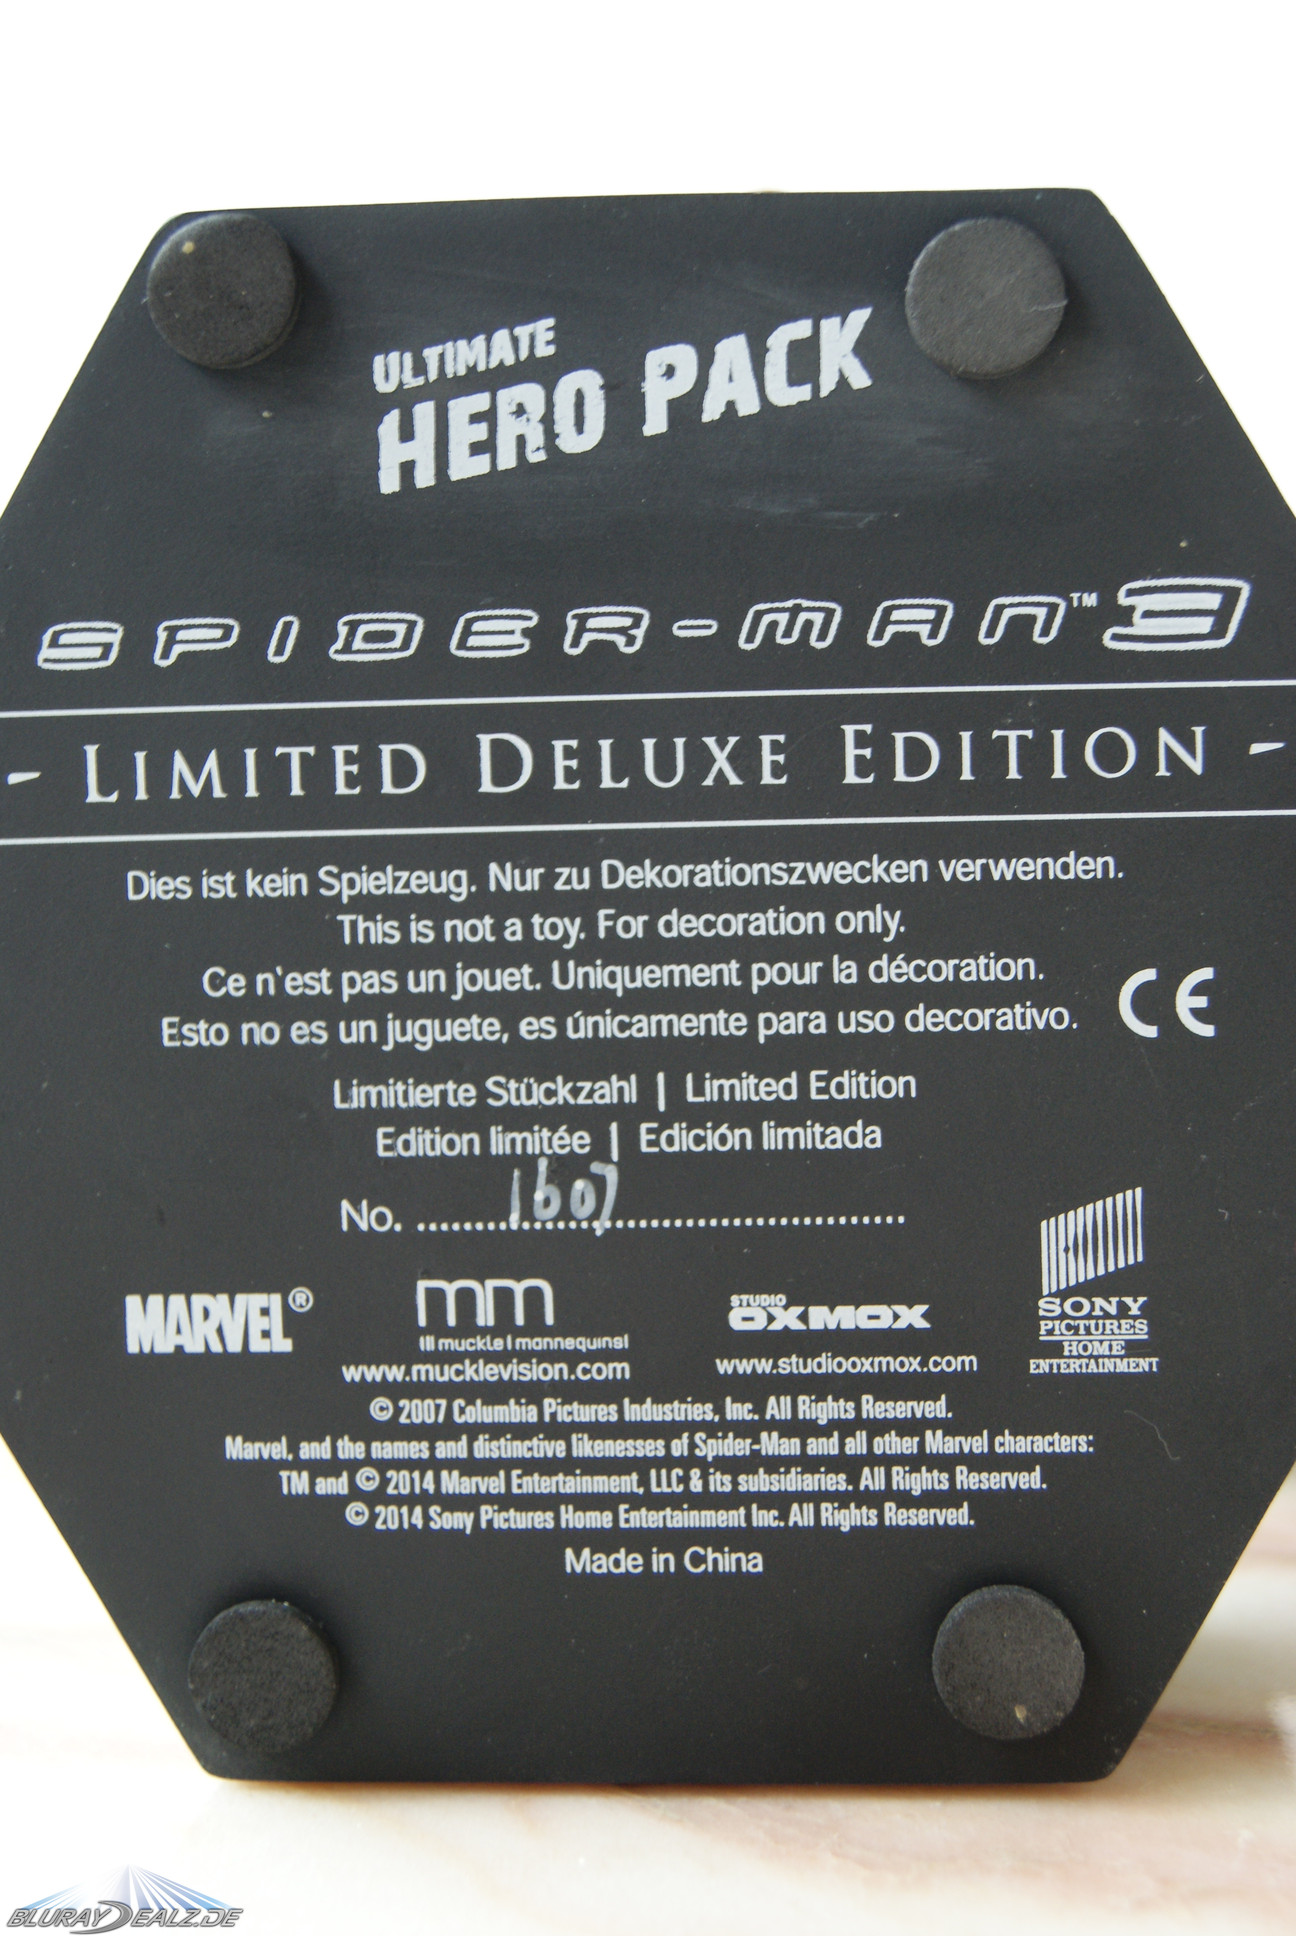 ULTIMATE
HERO PACK
SPIDER-MAN™ 3
- LIMITED DELUXE EDITION -
Dies ist kein Spielzeug. Nur zu Dekorationszwecken verwenden.
This is not a toy. For decoration only.
Ce n'est pas un jouet. Uniquement pour la décoration.
Esto no es un juguete, es únicamente para uso decorativo.
CE
Limitierte Stückzahl | Limited Edition
Edition limitée | Edición limitada
No. ......1607......
MARVEL®
mm
muckle | mannequins
www.mucklevision.com
STUDIO
OXMOX
www.studiooxmox.com
SONY
PICTURES
HOME
ENTERTAINMENT
© 2007 Columbia Pictures Industries, Inc. All Rights Reserved.
Marvel, and the names and distinctive likenesses of Spider-Man and all other Marvel characters:
TM and © 2014 Marvel Entertainment, LLC & its subsidiaries. All Rights Reserved.
© 2014 Sony Pictures Home Entertainment Inc. All Rights Reserved.
Made in China
BLURAYDEALZ.DE